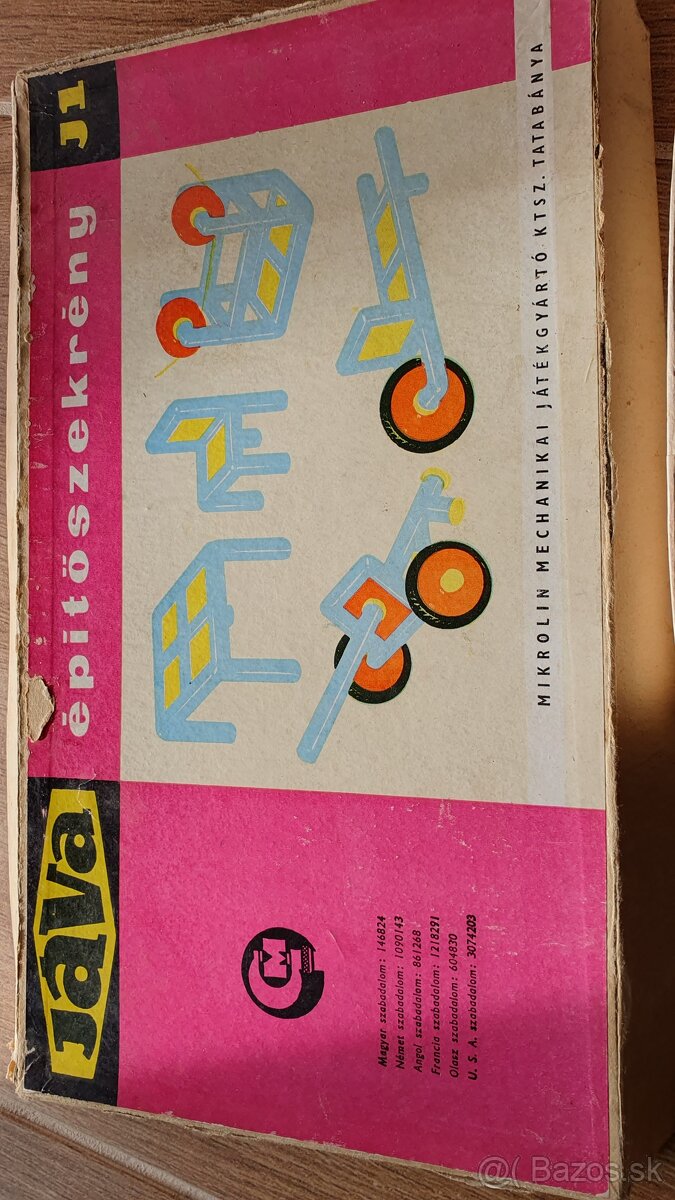 JaVa
építőszekrény
J1
MIKROLIN MECHANIKAI JÁTÉKGYÁRTÓ KTSZ. TATABÁNYA
Magyar szabadalom: 146824
Német szabadalom: 1090143
Angol szabadalom: 861268
Francia szabadalom: 1218291
Olasz szabadalom: 604830
U. S. A. szabadalom: 3074203
@( Bazos.sk